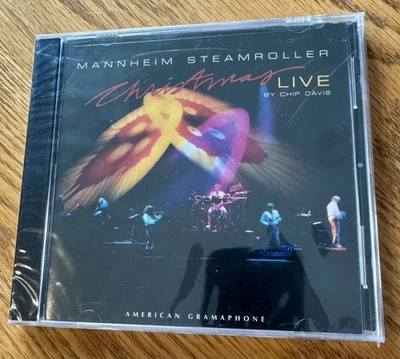 MANNHEIM STEAMROLLER
Christmas
LIVE
BY CHIP DAVIS
AMERICAN GRAMAPHONE